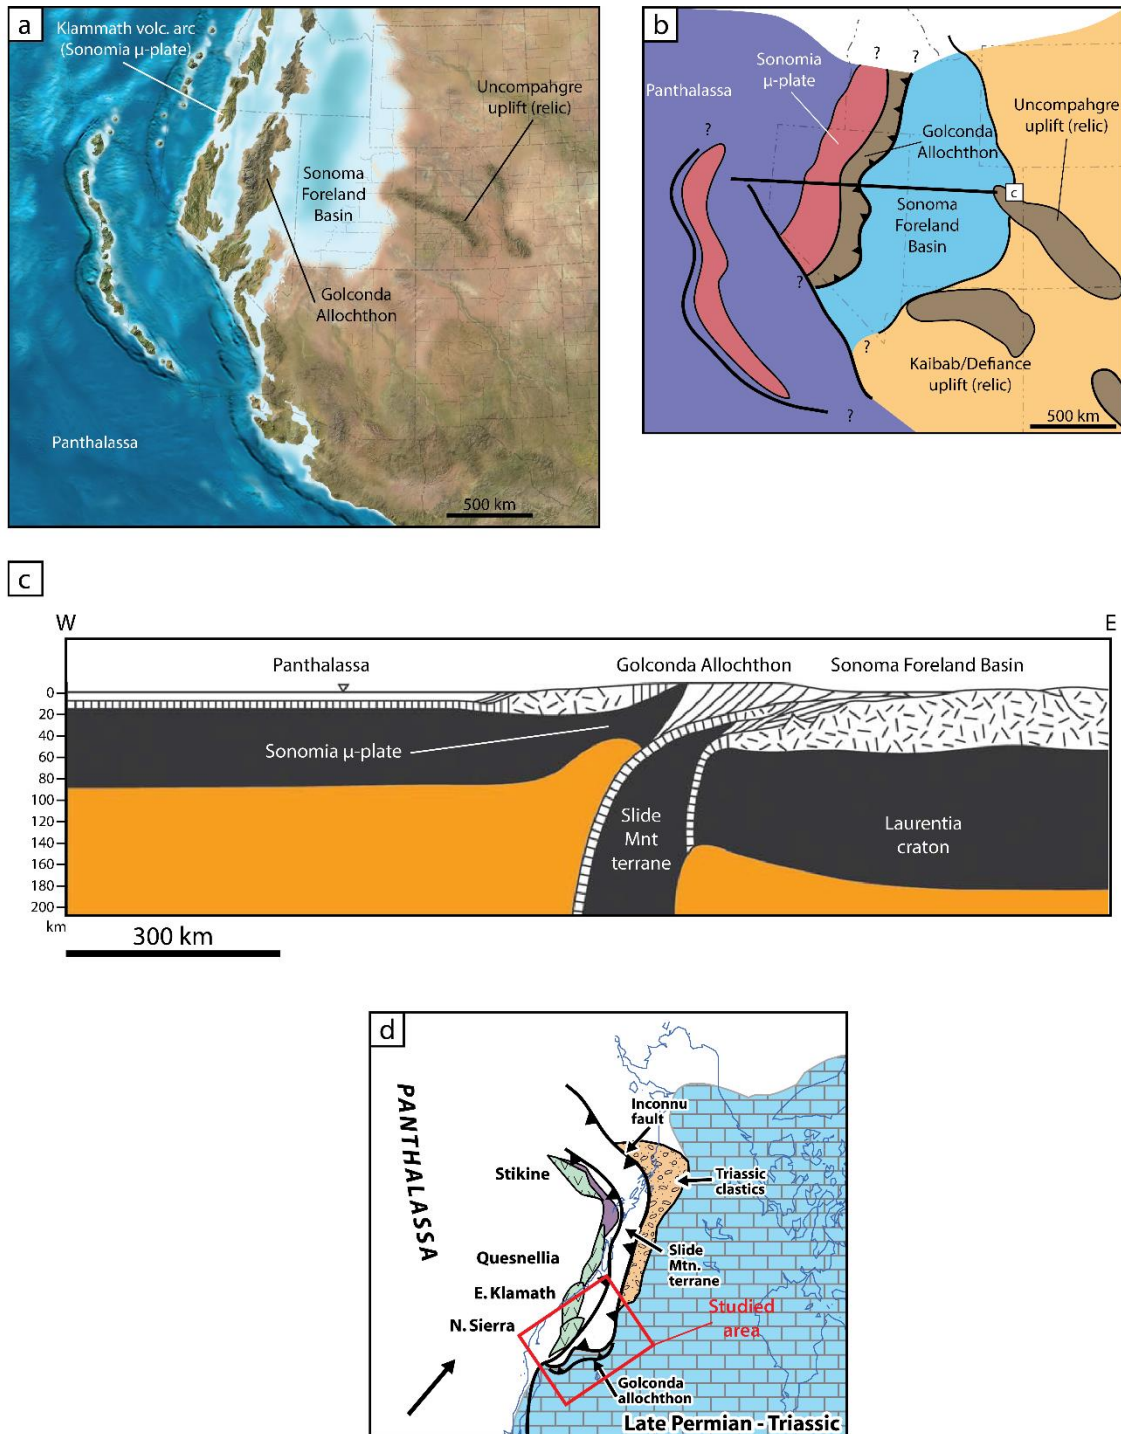 a
Klammath volc. arc
(Sonomia µ-plate)
Uncompahgre
uplift (relic)
Sonoma
Foreland
Basin
Golconda
Allochthon
Panthalassa
500 km
b
?
?
Sonomia
µ-plate
Panthalassa
Uncompahgre
uplift (relic)
Golconda
Allochthon
?
c
Sonoma
Foreland
Basin
?
?
Kaibab/Defiance
uplift (relic)
?
500 km
c
W
E
Panthalassa
Golconda Allochthon
Sonoma Foreland Basin
0
20
40
60
80
100
120
140
160
180
200
km
Sonomia µ-plate
Slide
Mnt
terrane
Laurentia
craton
300 km
d
PANTHALASSA
Inconnu
fault
Stikine
Triassic
clastics
Quesnellia
Slide
Mtn.
terrane
E. Klamath
N. Sierra
Studied
area
Golconda
allochthon
Late Permian - Triassic